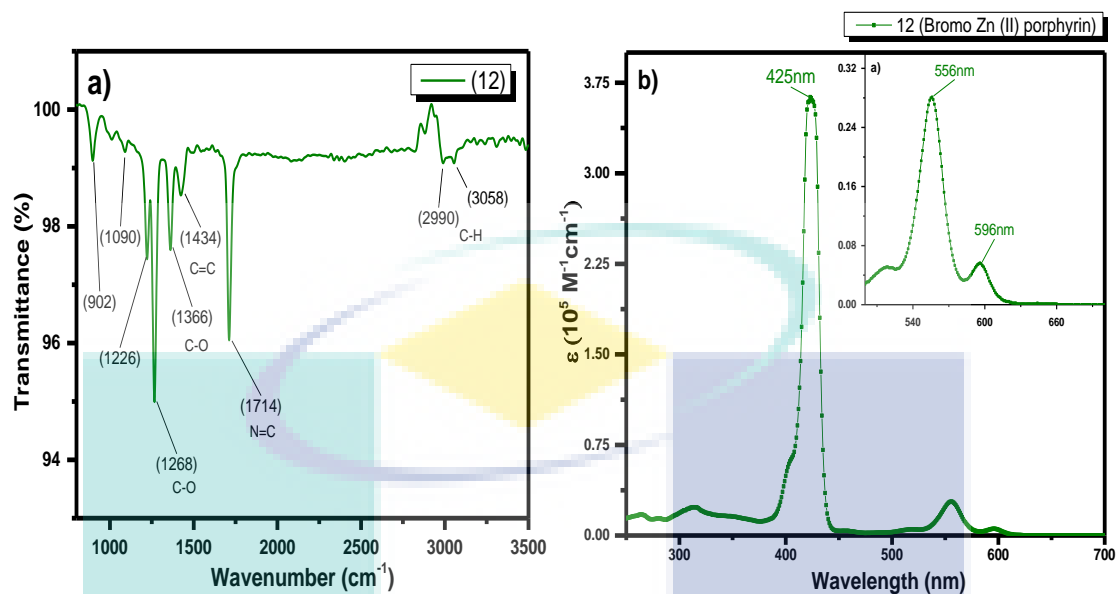 a)
(12)
100
98
96
94
Transmittance (%)
(902)
(1090)
(1226)
(1268)
C-O
(1366)
C-O
(1434)
C=C
(1714)
N=C
(2990)
(3058)
C-H
1000
1500
2000
2500
3000
3500
Wavenumber (cm⁻¹)
12 (Bromo Zn (II) porphyrin)
b)
425nm
3.75
3.00
2.25
1.50
0.75
0.00
ε (10⁵ M⁻¹cm⁻¹)
300
400
500
600
700
Wavelength (nm)
a)
556nm
596nm
0.32
0.24
0.16
0.08
0.00
540
600
660